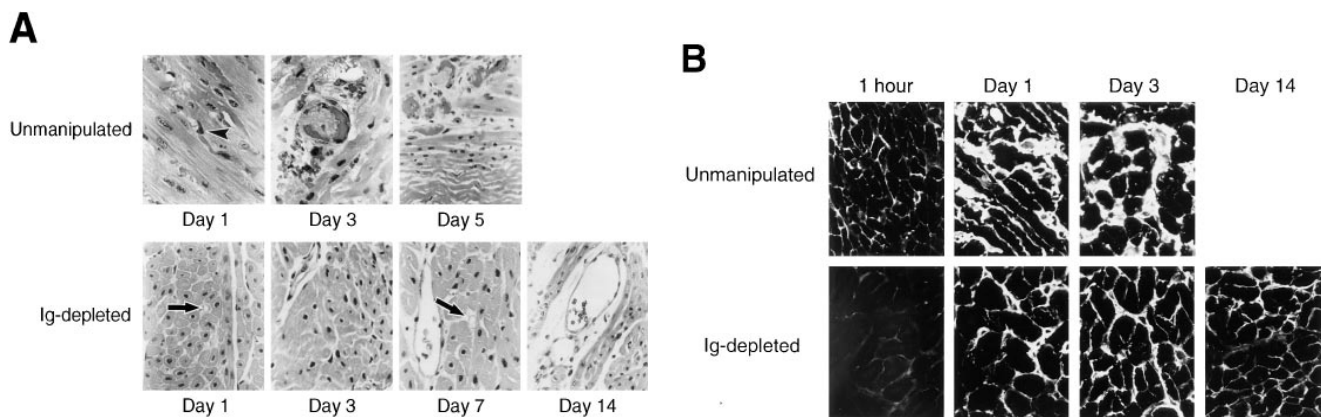 A
Unmanipulated
Day 1 Day 3 Day 5
Ig-depleted
Day 1 Day 3 Day 7 Day 14
B
1 hour Day 1 Day 3 Day 14
Unmanipulated
Ig-depleted